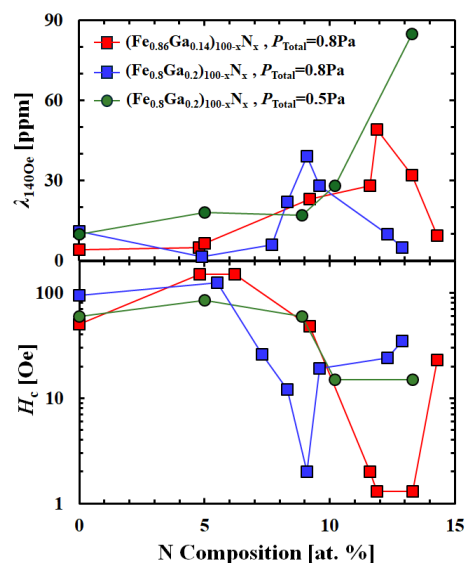 90
60
30
0
λ140Oe [ppm]
(Fe0.86Ga0.14)100-xNx , PTotal=0.8Pa
(Fe0.8Ga0.2)100-xNx , PTotal=0.8Pa
(Fe0.8Ga0.2)100-xNx , PTotal=0.5Pa
100
10
1
Hc [Oe]
0 5 10 15
N Composition [at. %]